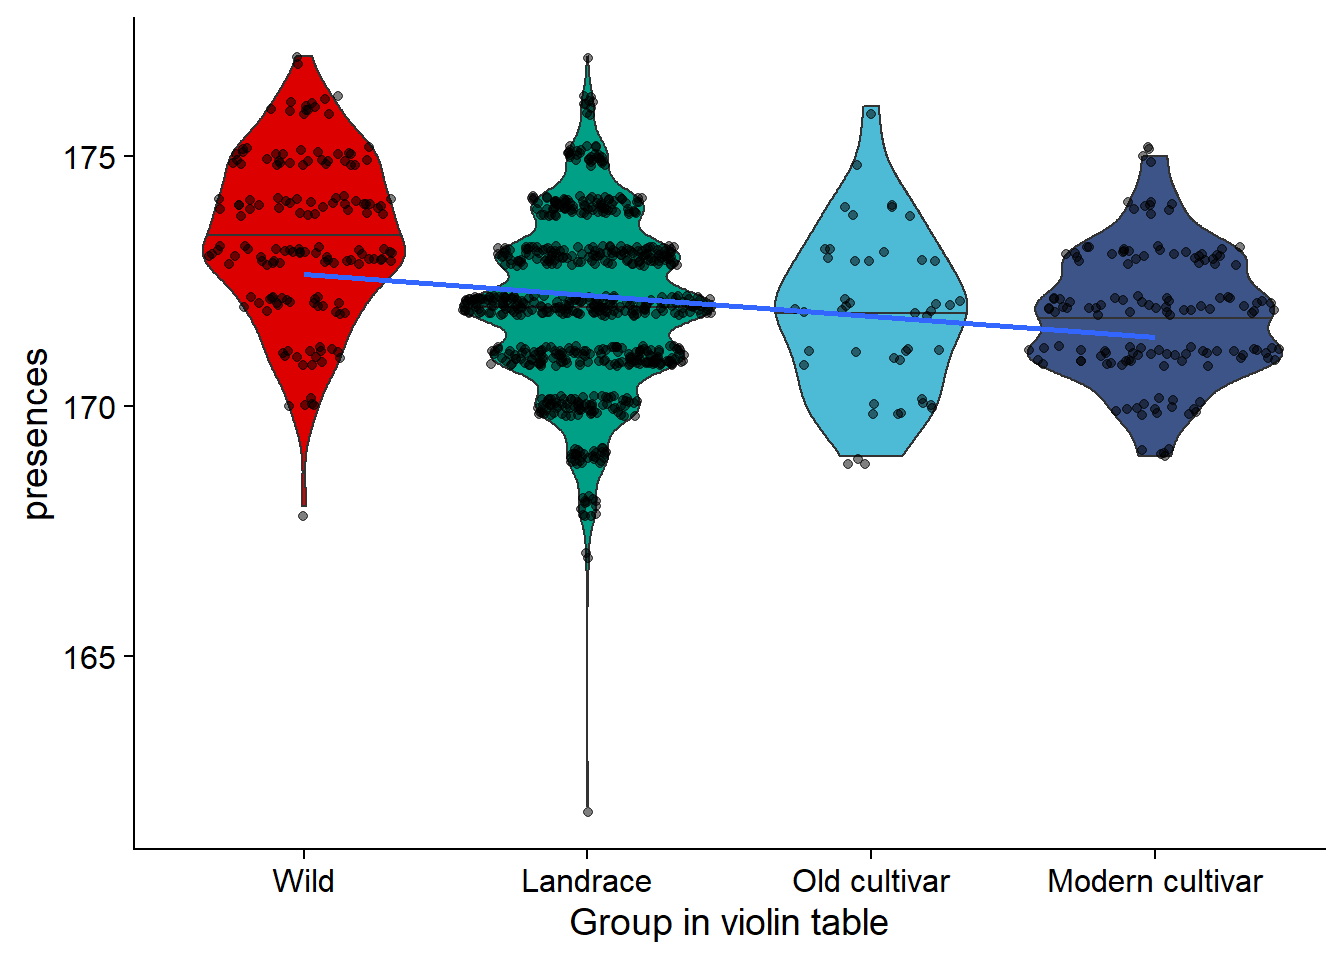 presences
175
170
165
Wild Landrace Old cultivar Modern cultivar
Group in violin table